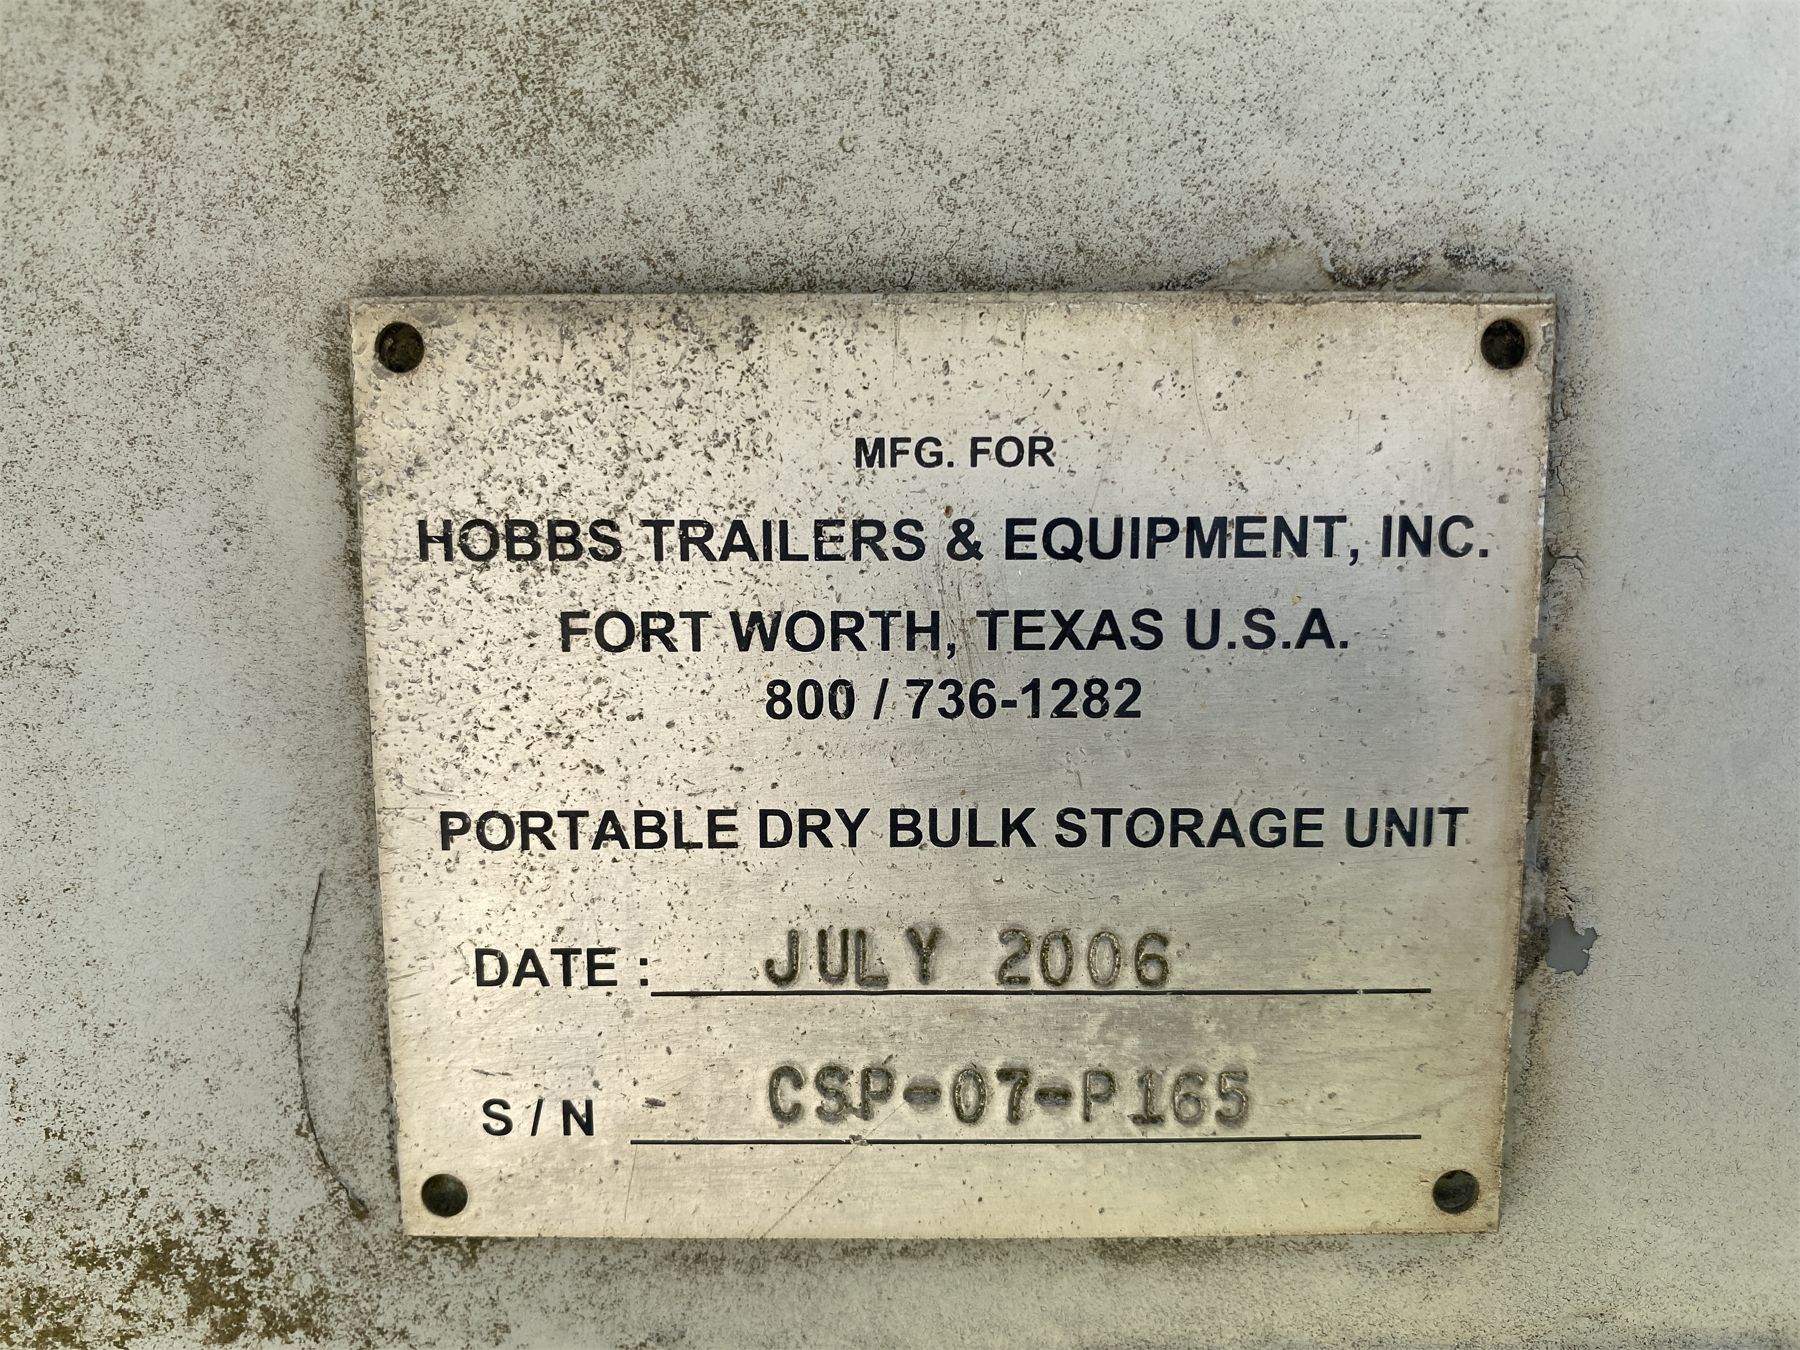 MFG. FOR
HOBBS TRAILERS & EQUIPMENT, INC.
FORT WORTH, TEXAS U.S.A.
800 / 736-1282
PORTABLE DRY BULK STORAGE UNIT
DATE : JULY 2006
S / N CSP-07-P165